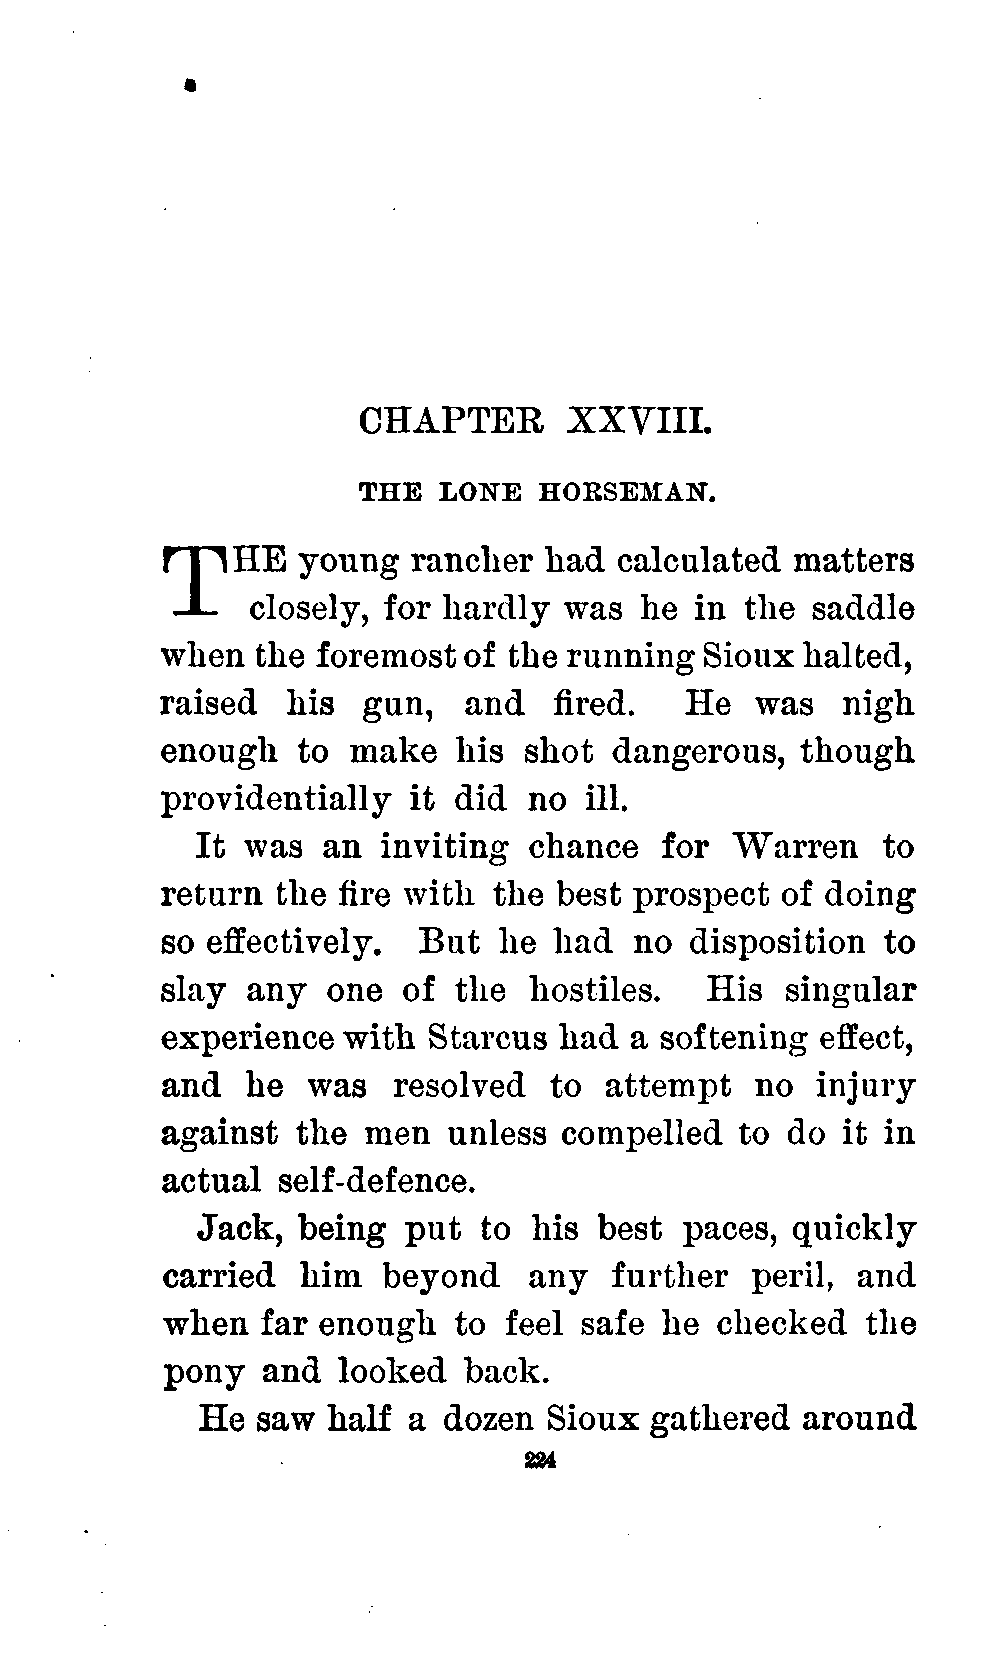 CHAPTER XXVIII.
THE LONE HORSEMAN.
THE young rancher had calculated matters
closely, for hardly was he in the saddle
when the foremost of the running Sioux halted,
raised his gun, and fired. He was nigh
enough to make his shot dangerous, though
providentially it did no ill.
It was an inviting chance for Warren to
return the fire with the best prospect of doing
so effectively. But he had no disposition to
slay any one of the hostiles. His singular
experience with Starcus had a softening effect,
and he was resolved to attempt no injury
against the men unless compelled to do it in
actual self-defence.
Jack, being put to his best paces, quickly
carried him beyond any further peril, and
when far enough to feel safe he checked the
pony and looked back.
He saw half a dozen Sioux gathered around
224